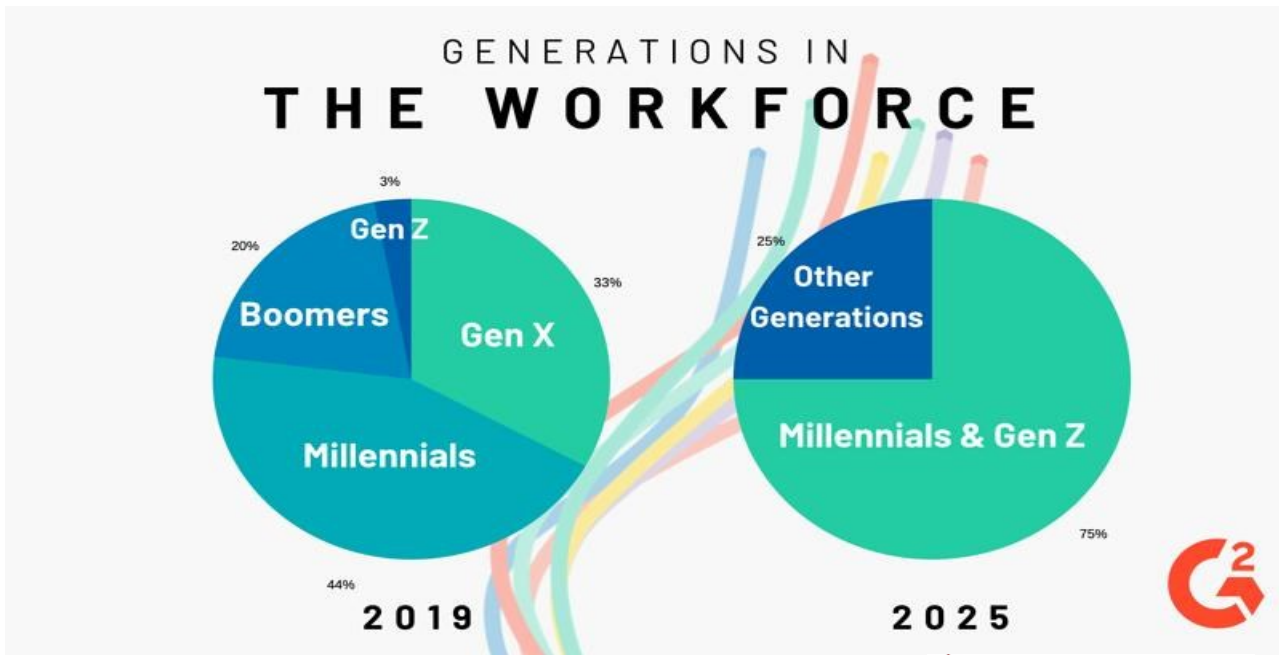 GENERATIONS IN
THE WORKFORCE
3%
Gen Z
20%
Boomers
33%
Gen X
Millennials
44%
2019
25%
Other
Generations
Millennials & Gen Z
75%
2025
G2